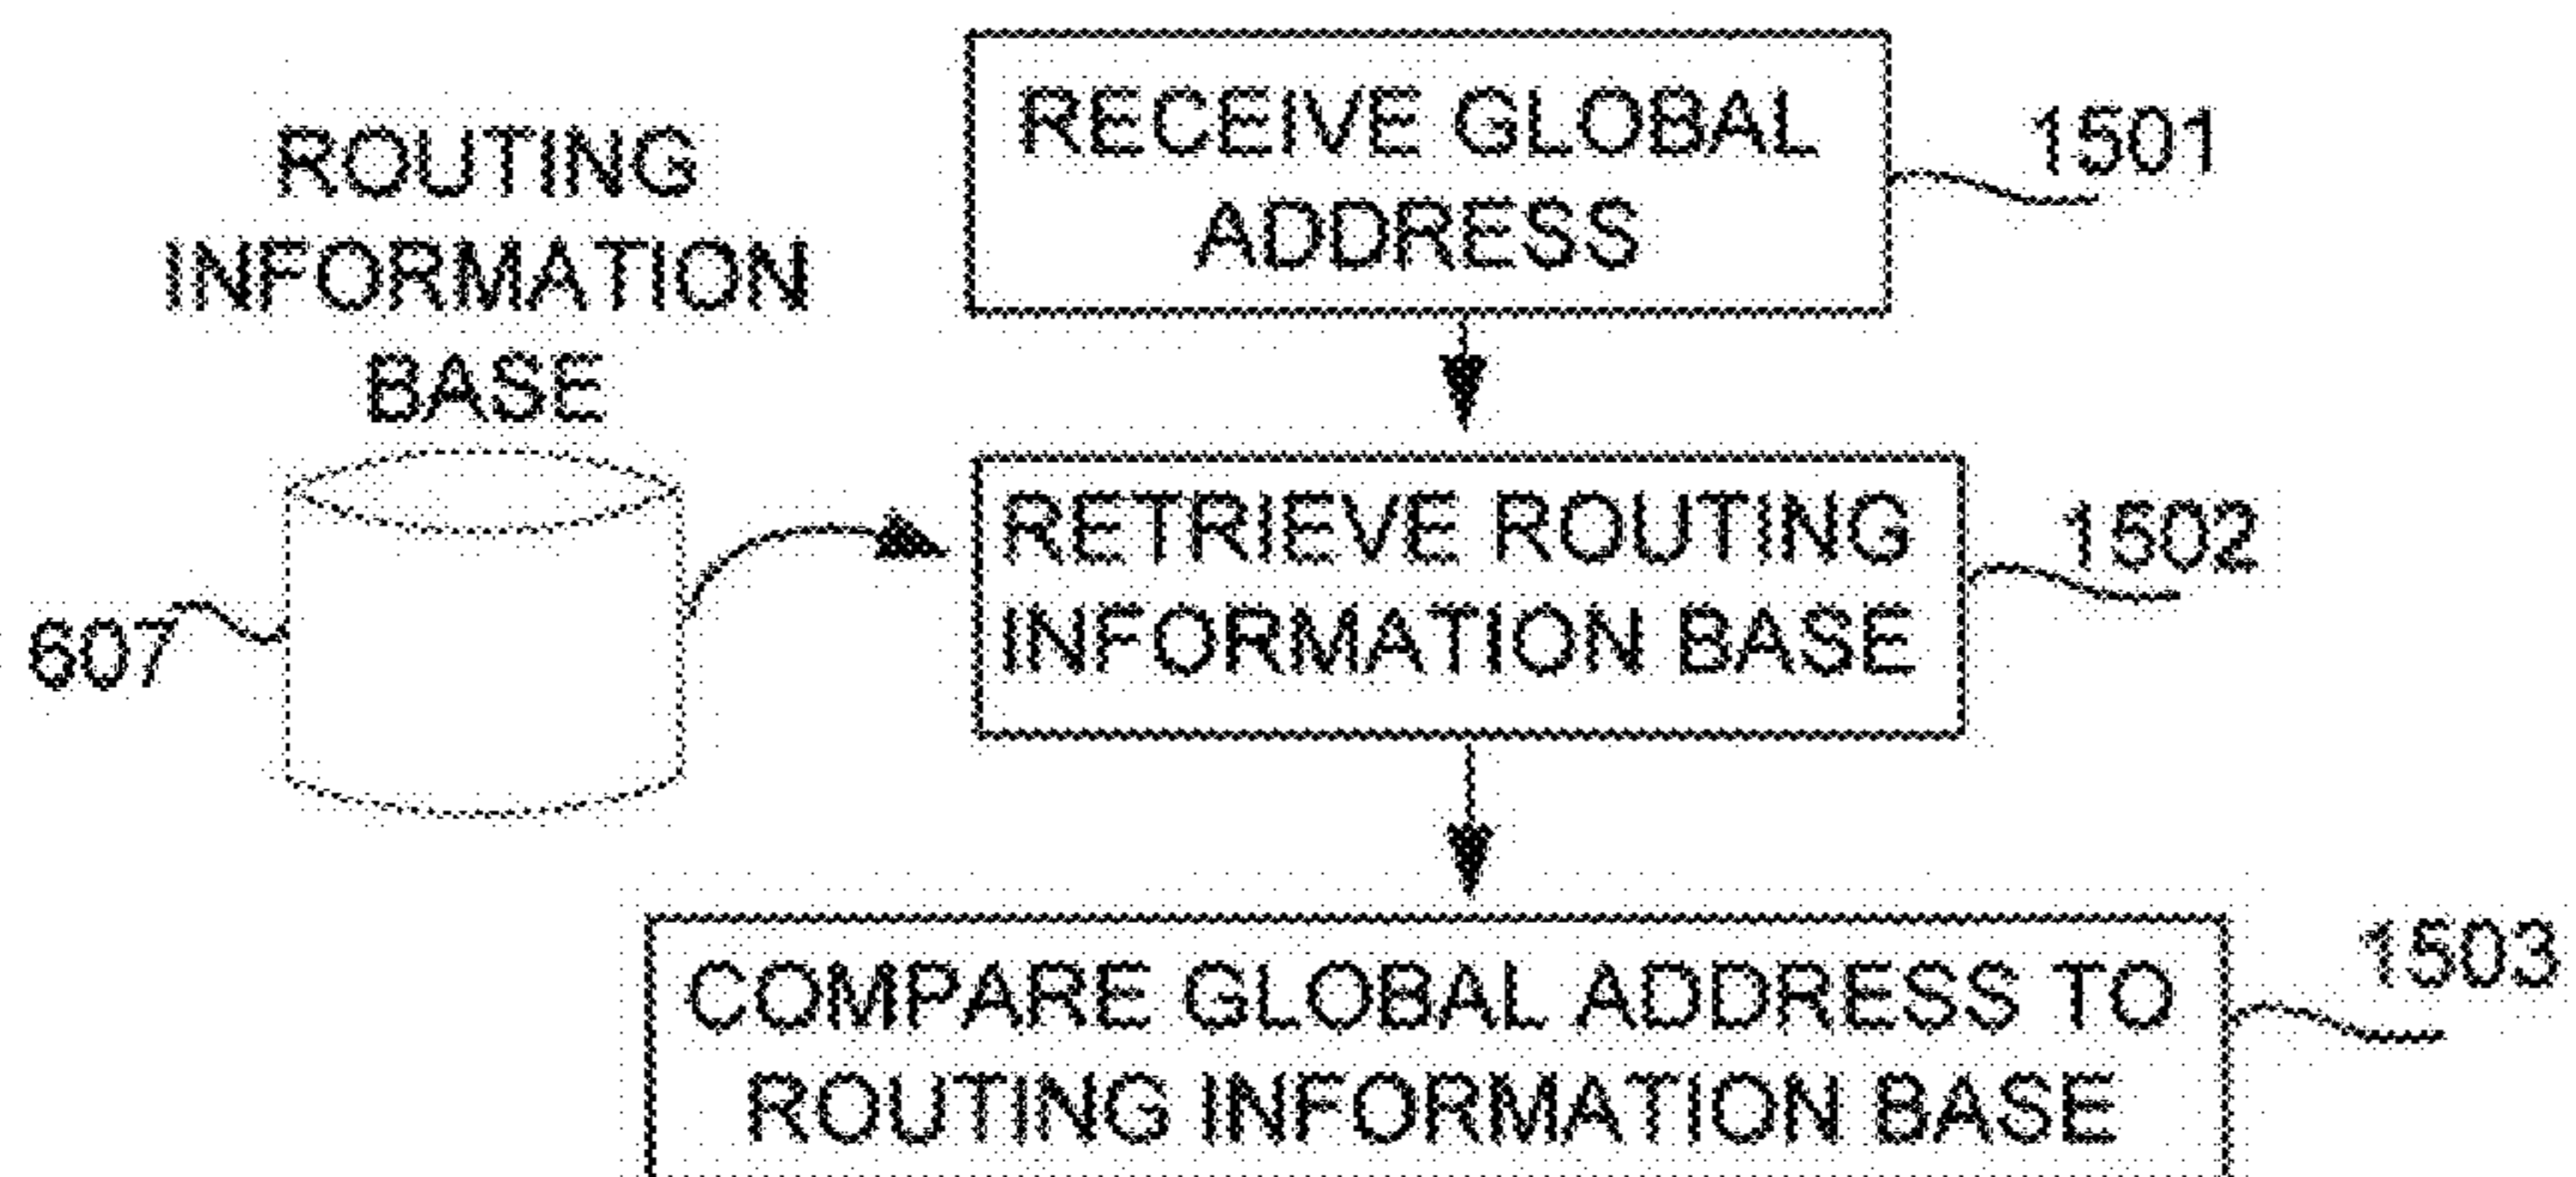 RECEIVE GLOBAL
ADDRESS
1501
ROUTING
INFORMATION
BASE
607
RETRIEVE ROUTING
INFORMATION BASE
1502
COMPARE GLOBAL ADDRESS TO
ROUTING INFORMATION BASE
1503